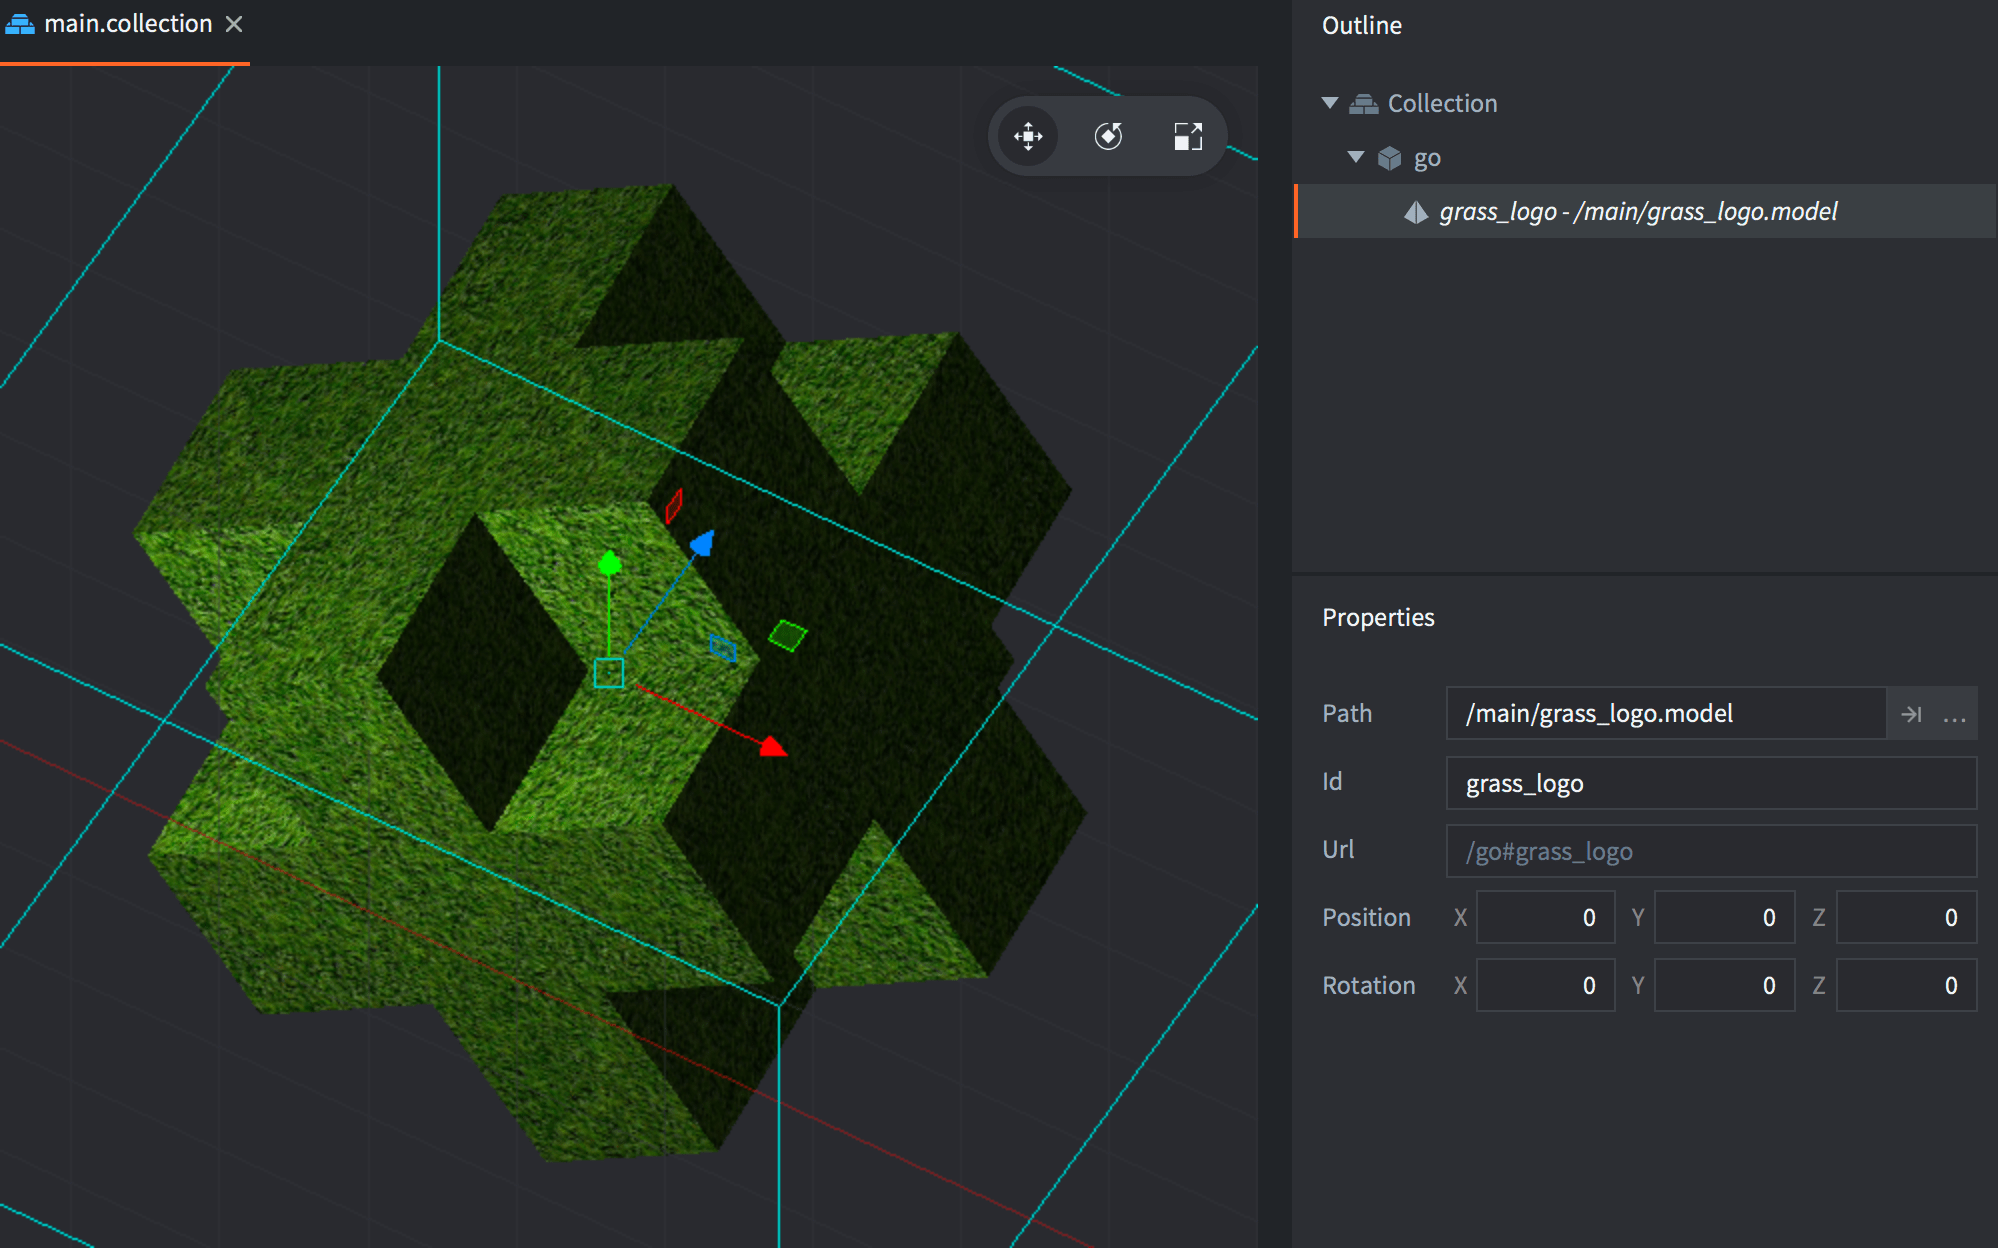 main.collection
Outline
Collection
go
grass_logo - /main/grass_logo.model
Properties
Path /main/grass_logo.model ...
Id grass_logo
Url /go#grass_logo
Position X 0 Y 0 Z 0
Rotation X 0 Y 0 Z 0